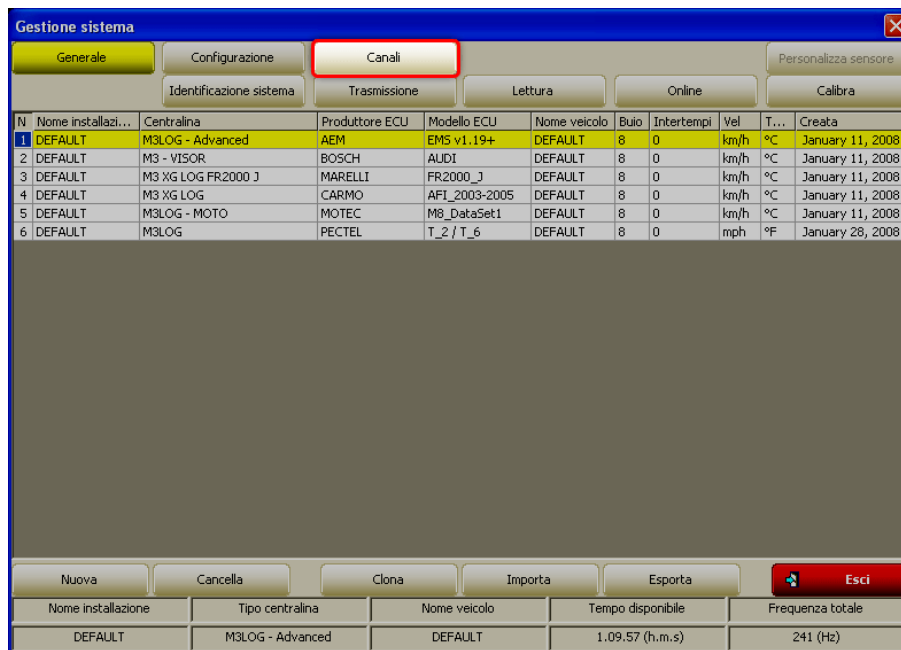 Gestione sistema
Generale Configurazione Canali Personalizza sensore
Identificazione sistema Trasmissione Lettura Online Calibra
N Nome installazi... Centralina Produttore ECU Modello ECU Nome veicolo Buio Intertempi Vel T... Creata
1 DEFAULT M3LOG - Advanced AEM EMS v1.19+ DEFAULT 8 0 km/h °C January 11, 2008
2 DEFAULT M3 - VISOR BOSCH AUDI DEFAULT 8 0 km/h °C January 11, 2008
3 DEFAULT M3 XG LOG FR2000 J MARELLI FR2000_J DEFAULT 8 0 km/h °C January 11, 2008
4 DEFAULT M3 XG LOG CARMO AFI_2003-2005 DEFAULT 8 0 km/h °C January 11, 2008
5 DEFAULT M3LOG - MOTO MOTEC M8_DataSet1 DEFAULT 8 0 km/h °C January 11, 2008
6 DEFAULT M3LOG PECTEL T_2 / T_6 DEFAULT 8 0 mph °F January 28, 2008
Nuova Cancella Clona Importa Esporta Esci
Nome installazione Tipo centralina Nome veicolo Tempo disponibile Frequenza totale
DEFAULT M3LOG - Advanced DEFAULT 1.09.57 (h.m.s) 241 (Hz)